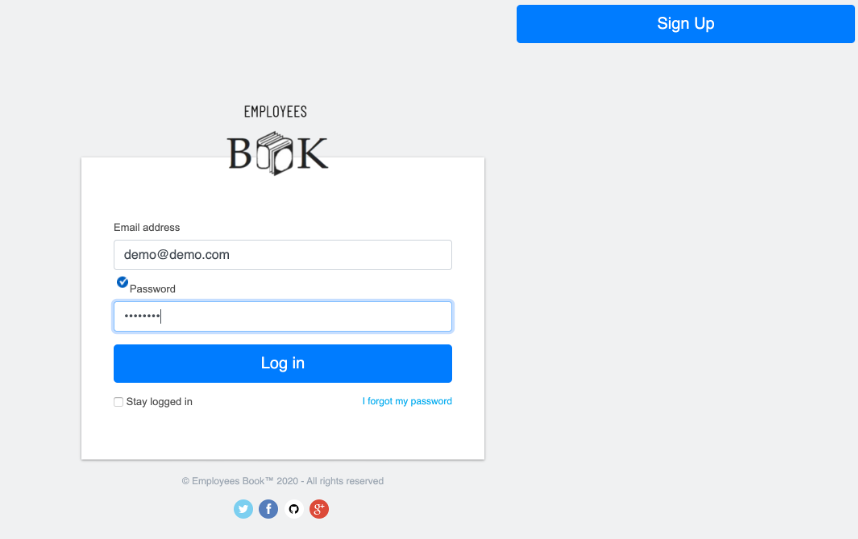 Sign Up
EMPLOYEES
BOOK
Email address
demo@demo.com
Password
••••••••
Log in
Stay logged in
I forgot my password
© Employees Book™ 2020 - All rights reserved